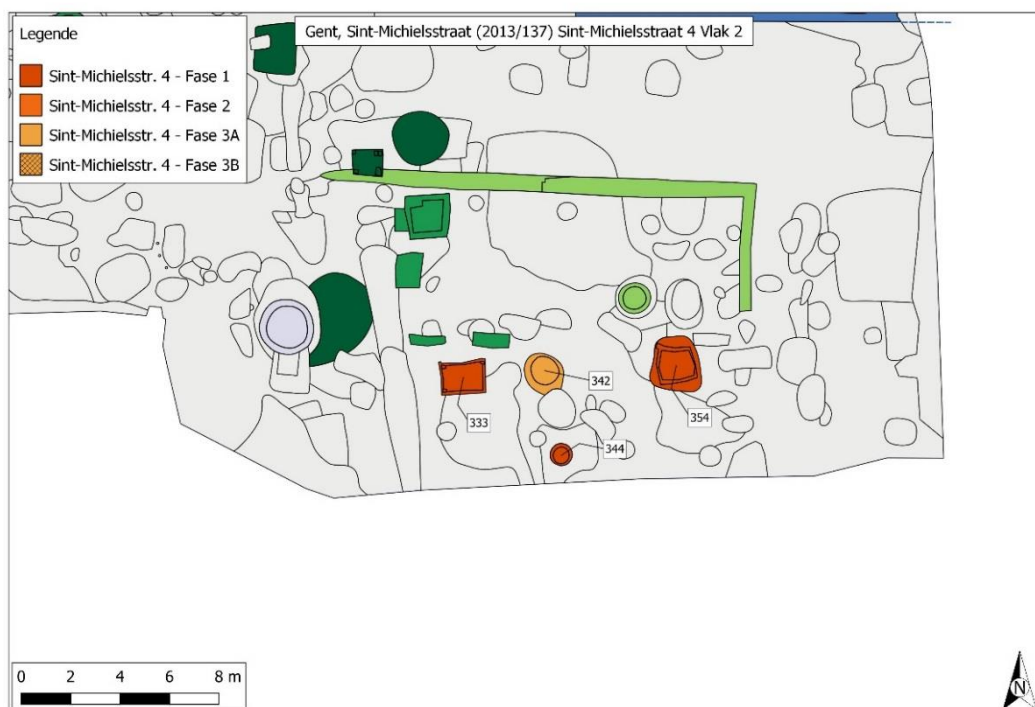 Gent, Sint-Michielsstraat (2013/137) Sint-Michielsstraat 4 Vlak 2
Legende
Sint-Michielsstr. 4 - Fase 1
Sint-Michielsstr. 4 - Fase 2
Sint-Michielsstr. 4 - Fase 3A
Sint-Michielsstr. 4 - Fase 3B
342
333
354
344
0 2 4 6 8 m
N